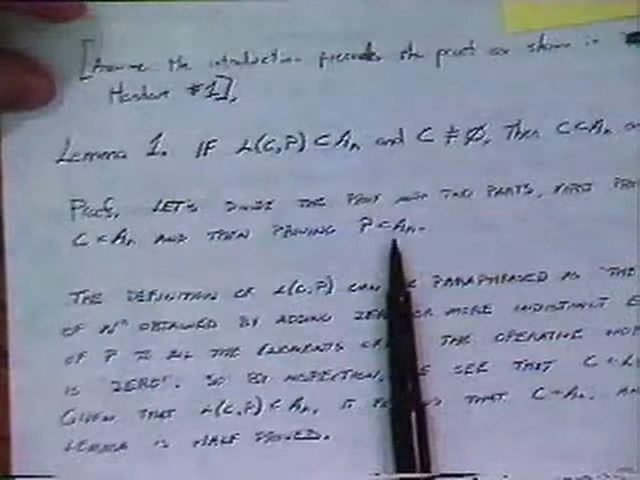 [Assume the introduction precedes the proof as shown in
Handout #1].
Lemma 1. IF L(C,P) ⊂ An and C ≠ Ø, Then C ⊂ An
Proof. LET'S DIVIDE THE PROOF INTO TWO PARTS, FIRST
C ⊂ An AND THEN PROVING P ⊂ An.
THE DEFINITION OF L(C,P) CAN BE PARAPHRASED AS "THE
OF N^n OBTAINED BY ADDING ZERO OR MORE INDISTINCT
OF P TO ALL THE ELEMENTS THE OPERATIVE
IS ZERO". SO BY INSPECTION, WE SEE THAT C ⊂
GIVEN THAT L(C,P) ⊂ An, IT FOLLOWS THAT C ⊂ An,
LEMMA IS HALF PROVED.